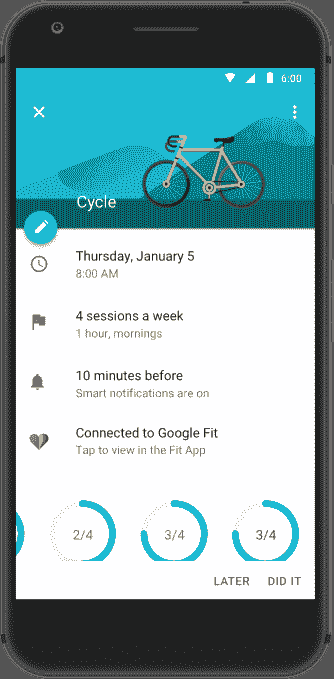 6:00
Cycle
Thursday, January 5
8:00 AM
4 sessions a week
1 hour, mornings
10 minutes before
Smart notifications are on
Connected to Google Fit
Tap to view in the Fit App
2/4 3/4 3/4
LATER DID IT